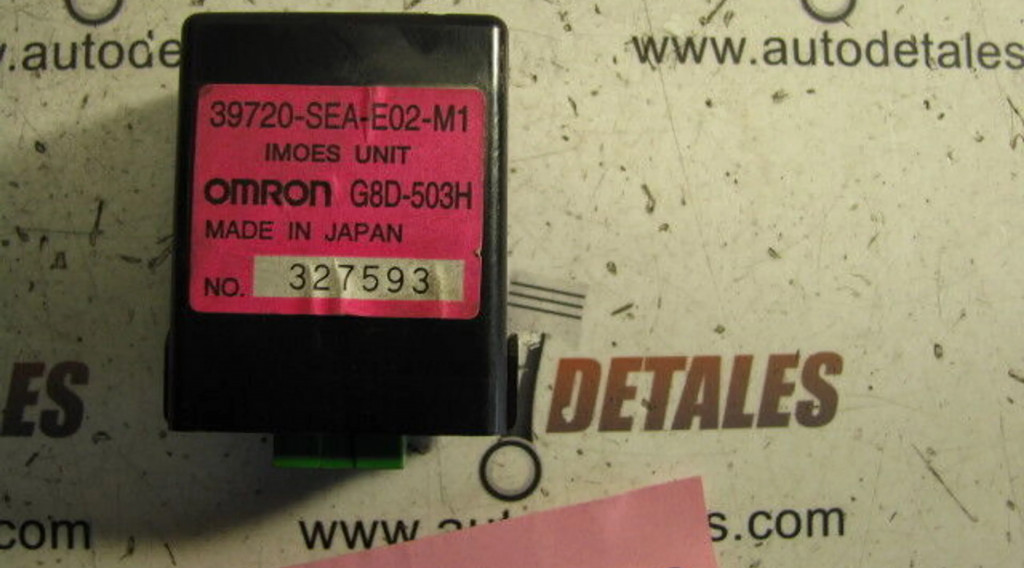 .autode
www.autodetales
39720-SEA-E02-M1
IMOES UNIT
OMRON G8D-503H
MADE IN JAPAN
NO. 327593
ES
DETALES
com
www.au
s.com